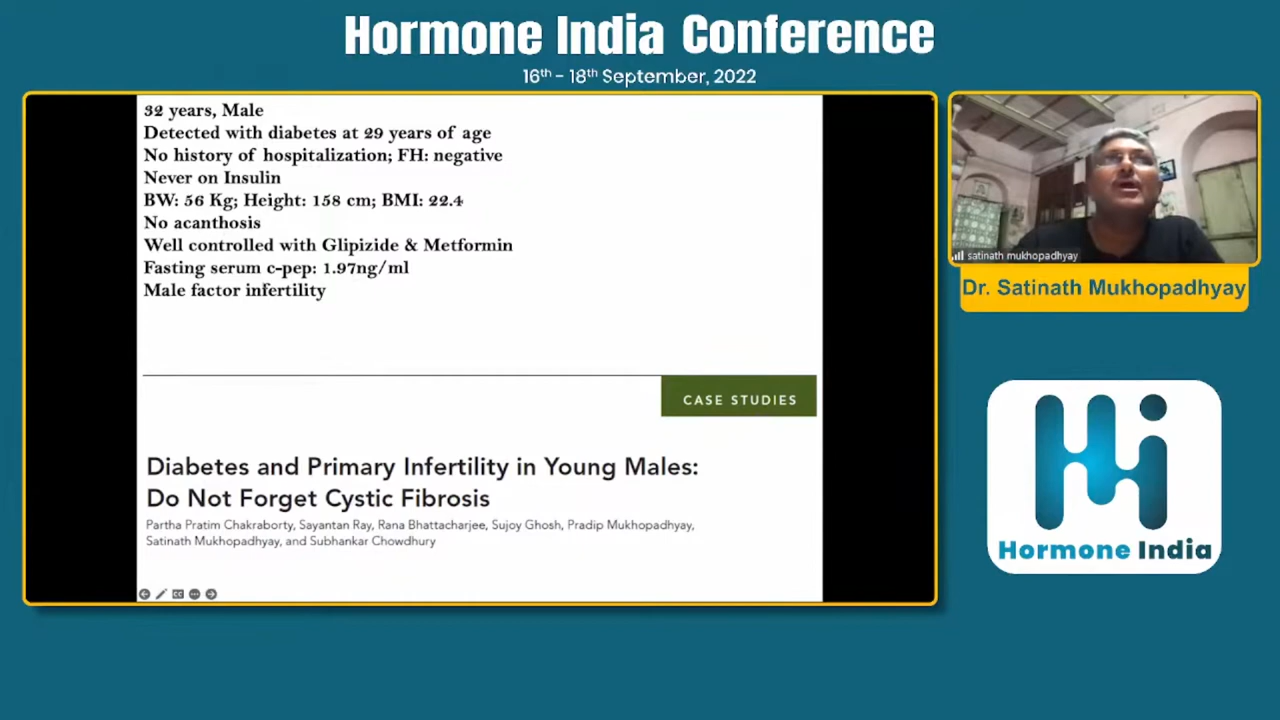 Hormone India Conference
16th - 18th September, 2022
32 years, Male
Detected with diabetes at 29 years of age
No history of hospitalization; FH: negative
Never on Insulin
BW: 56 Kg; Height: 158 cm; BMI: 22.4
No acanthosis
Well controlled with Glipizide & Metformin
Fasting serum c-pep: 1.97ng/ml
Male factor infertility
CASE STUDIES
Diabetes and Primary Infertility in Young Males:
Do Not Forget Cystic Fibrosis
Partha Pratim Chakraborty, Sayantan Ray, Rana Bhattacharjee, Sujoy Ghosh, Pradip Mukhopadhyay,
Satinath Mukhopadhyay, and Subhankar Chowdhury
satinath mukhopadhyay
Dr. Satinath Mukhopadhyay
Hi
Hormone India